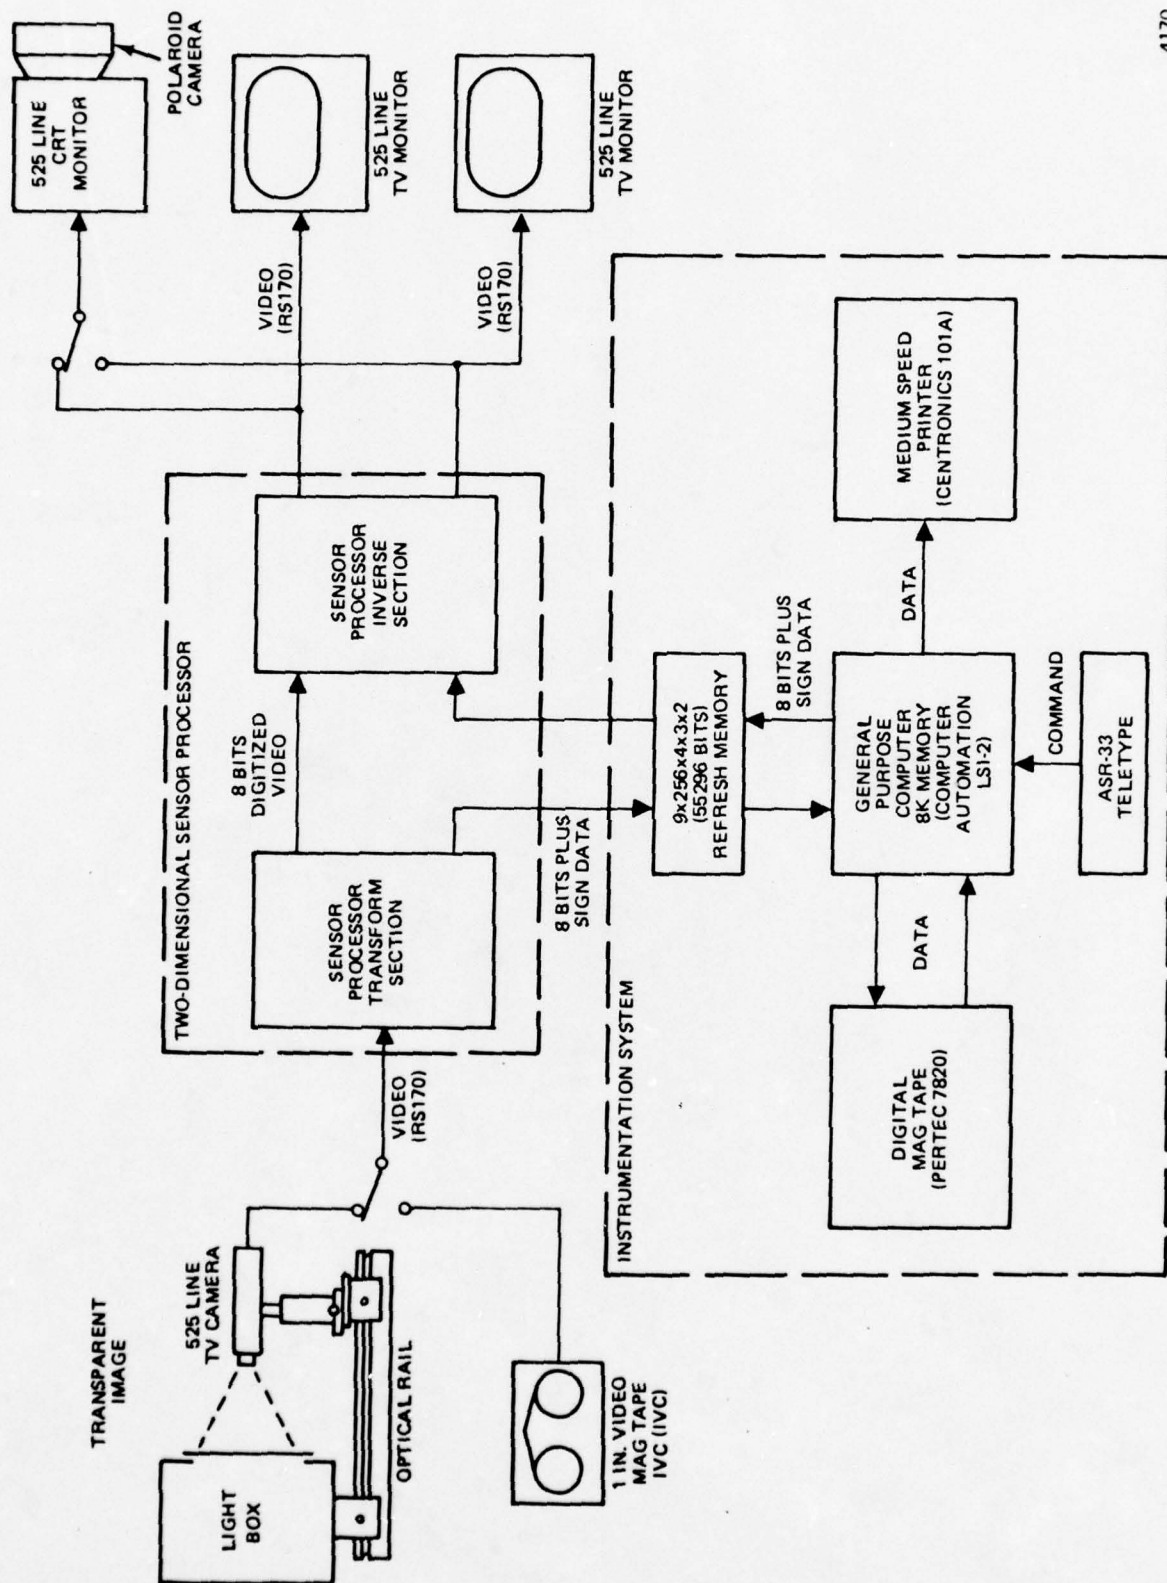 TRANSPARENT
IMAGE
LIGHT
BOX
525 LINE
TV CAMERA
OPTICAL RAIL
1 IN. VIDEO
MAG TAPE
IVC (IVC)
VIDEO
(RS170)
TWO-DIMENSIONAL SENSOR PROCESSOR
SENSOR
PROCESSOR
TRANSFORM
SECTION
8 BITS
DIGITIZED
VIDEO
SENSOR
PROCESSOR
INVERSE
SECTION
8 BITS PLUS
SIGN DATA
525 LINE
CRT
MONITOR
POLAROID
CAMERA
VIDEO
(RS170)
525 LINE
TV MONITOR
VIDEO
(RS170)
525 LINE
TV MONITOR
INSTRUMENTATION SYSTEM
9x256x4x3x2
(55296 BITS)
REFRESH MEMORY
8 BITS PLUS
SIGN DATA
DIGITAL
MAG TAPE
(PERTEC 7820)
DATA
GENERAL
PURPOSE
COMPUTER
8K MEMORY
(COMPUTER
AUTOMATION
LS1-2)
DATA
MEDIUM SPEED
PRINTER
(CENTRONICS 101A)
COMMAND
ASR-33
TELETYPE